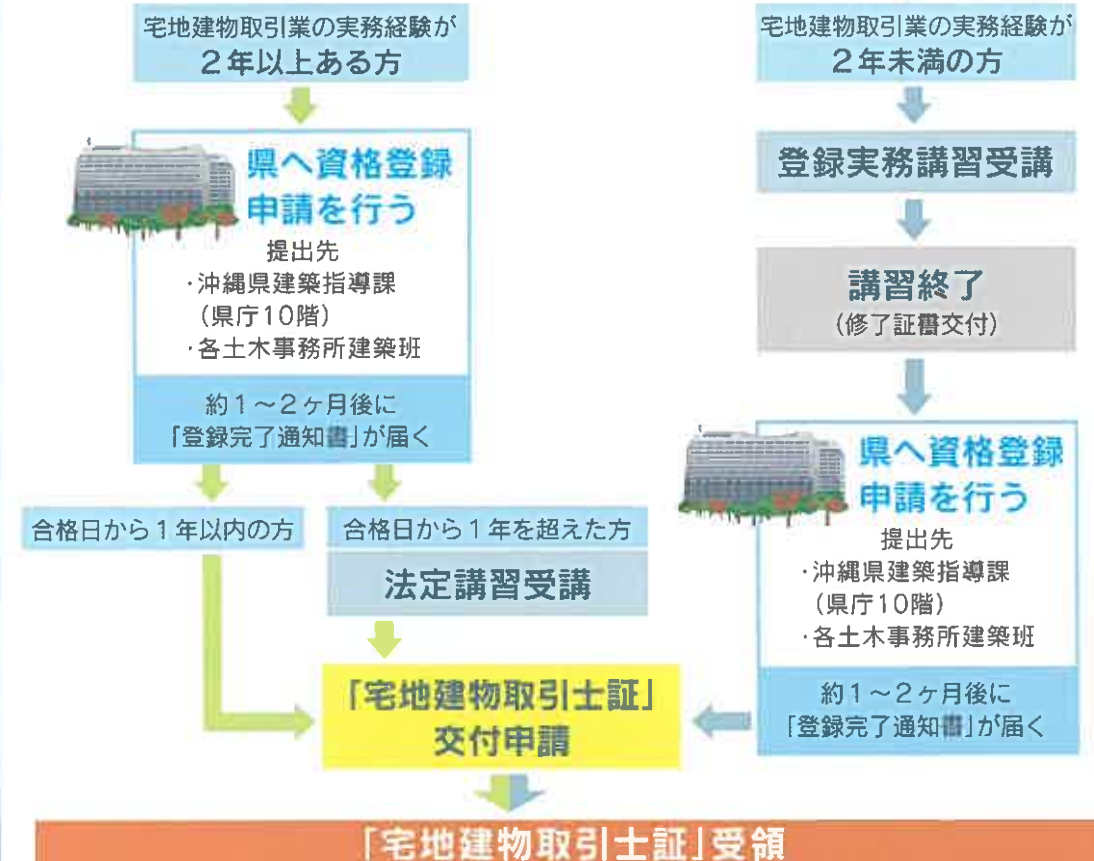 宅地建物取引業の実務経験が
2年以上ある方
県へ資格登録
申請を行う
提出先
・沖縄県建築指導課
(県庁10階)
・各土木事務所建築班
約1~2ヶ月後に
「登録完了通知書」が届く
合格日から1年以内の方
合格日から1年を超えた方
法定講習受講
宅地建物取引業の実務経験が
2年未満の方
登録実務講習受講
講習終了
(修了証書交付)
県へ資格登録
申請を行う
提出先
・沖縄県建築指導課
(県庁10階)
・各土木事務所建築班
約1~2ヶ月後に
「登録完了通知書」が届く
「宅地建物取引士証」
交付申請
「宅地建物取引士証」受領